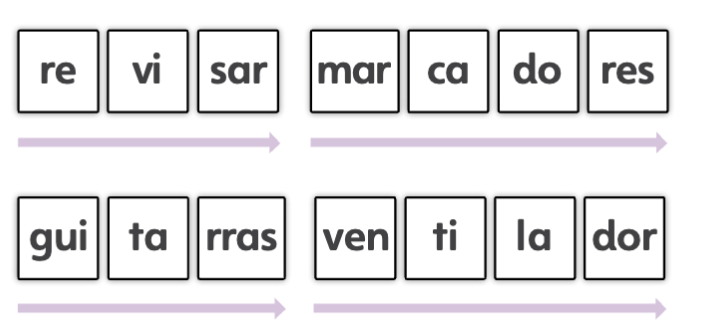 re vi sar mar ca do res
gui ta rras ven ti la dor